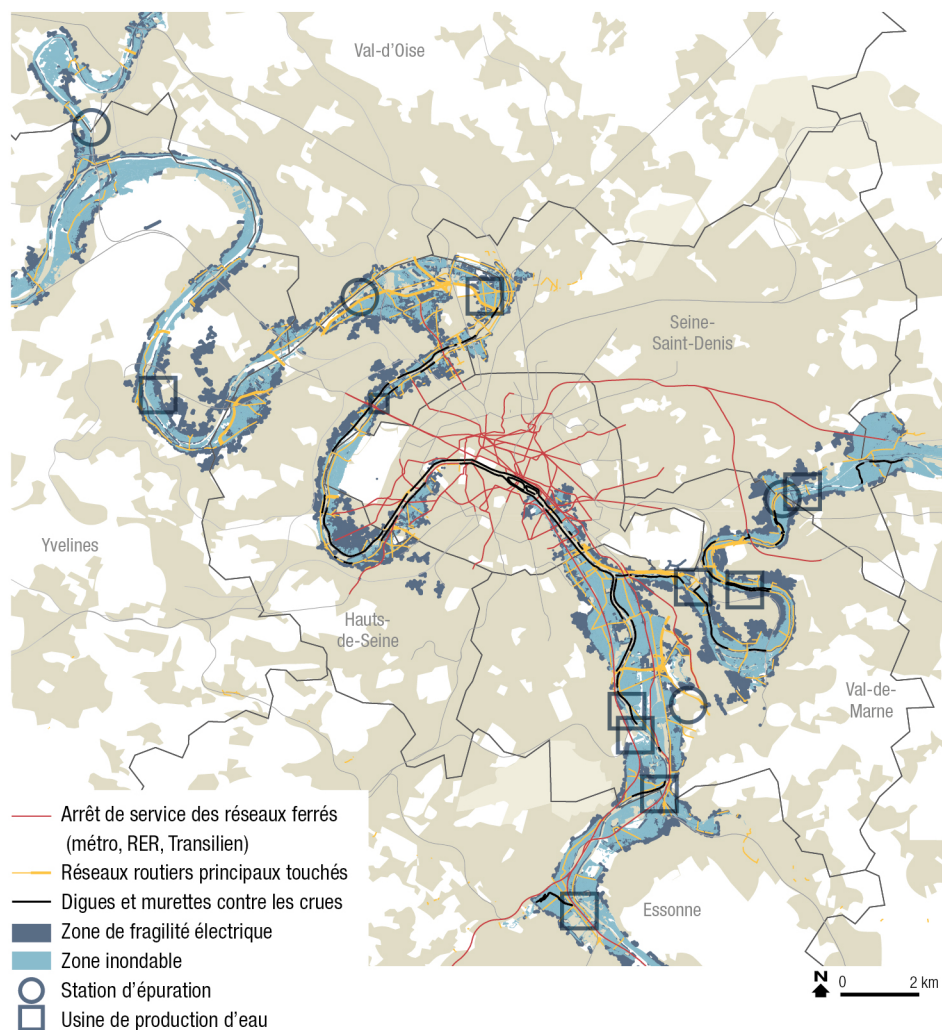 Val-d'Oise
Seine-
Saint-Denis
Yvelines
Hauts-
de-Seine
Val-de-
Marne
Essonne
Arrêt de service des réseaux ferrés
(métro, RER, Transilien)
Réseaux routiers principaux touchés
Digues et murettes contre les crues
Zone de fragilité électrique
Zone inondable
Station d'épuration
Usine de production d'eau
N 0 2 km